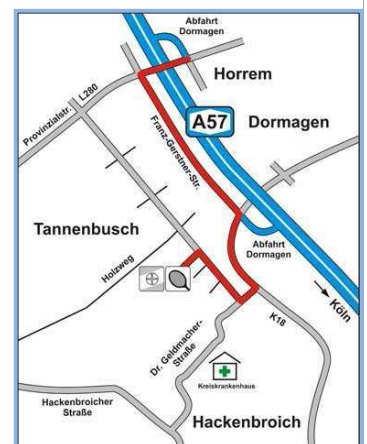 Abfahrt
Dormagen
Horrem
L280
Provinzialstr.
A57
Dormagen
Franz-Gerstner-Str.
Tannenbusch
Abfahrt
Dormagen
Holzweg
Köln
K18
Dr. Geldmacher-
Straße
Kreiskrankenhaus
Hackenbroicher
Straße
Hackenbroich